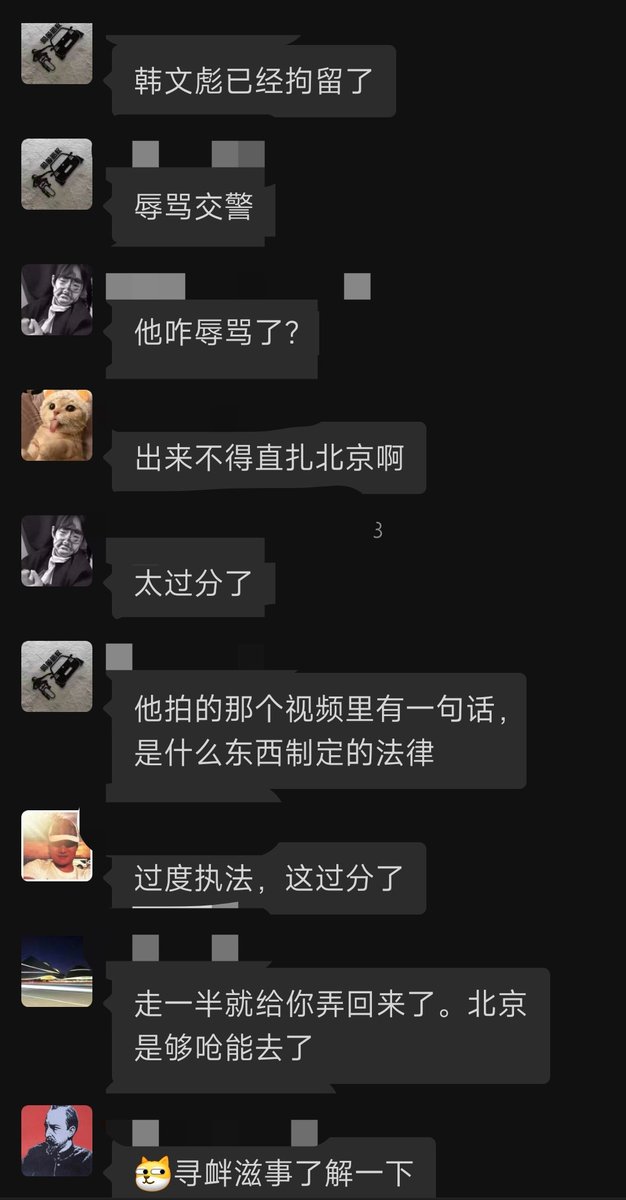 韩文彪已经拘留了
辱骂交警
他咋辱骂了？
出来不得直扎北京啊
3
太过分了
他拍的那个视频里有一句话，
是什么东西制定的法律
过度执法，这过分了
走一半就给你弄回来了。北京
是够呛能去了
寻衅滋事了解一下